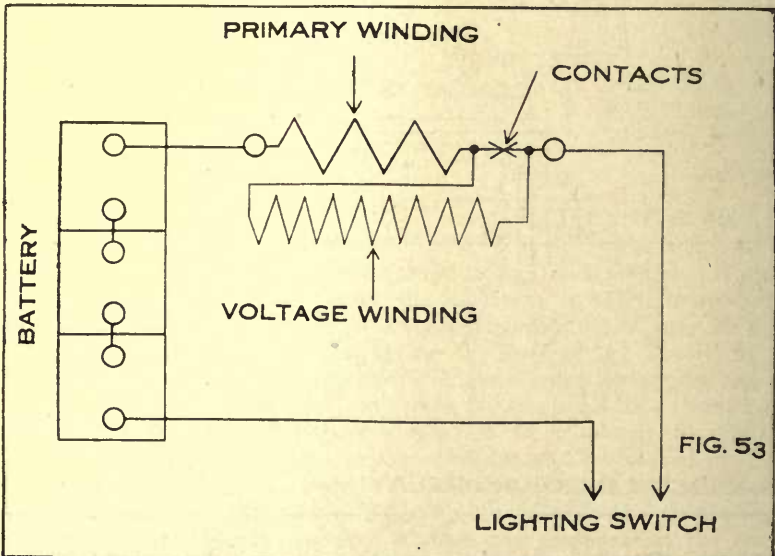 PRIMARY WINDING
CONTACTS
BATTERY
VOLTAGE WINDING
FIG. 53
LIGHTING SWITCH